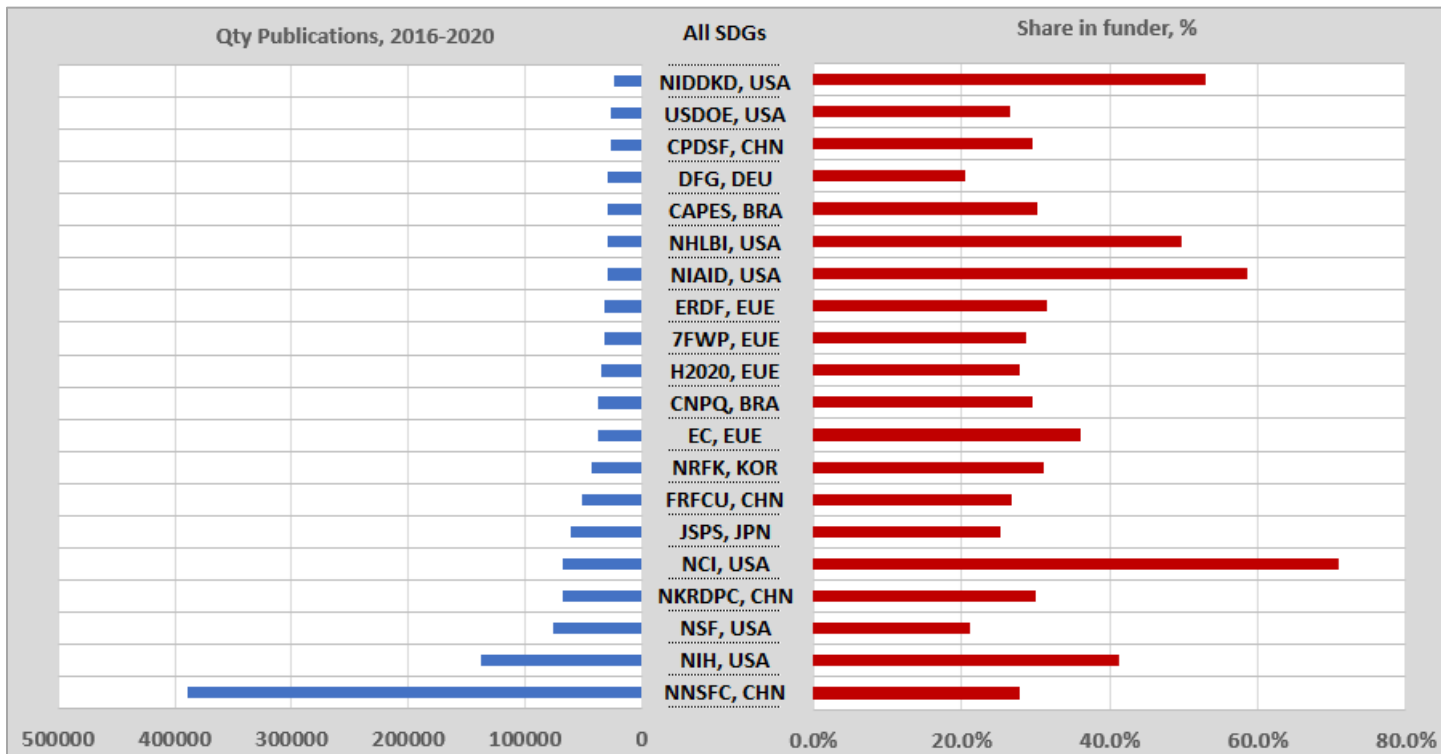 Qty Publications, 2016-2020
All SDGs
Share in funder, %
NIDDKD, USA
USDOE, USA
CPDSF, CHN
DFG, DEU
CAPES, BRA
NHLBI, USA
NIAID, USA
ERDF, EUE
7FWP, EUE
H2020, EUE
CNPQ, BRA
EC, EUE
NRFK, KOR
FRFCU, CHN
JSPS, JPN
NCI, USA
NKRDPC, CHN
NSF, USA
NIH, USA
NNSFC, CHN
500000 400000 300000 200000 100000 0
0.0% 20.0% 40.0% 60.0% 80.0%